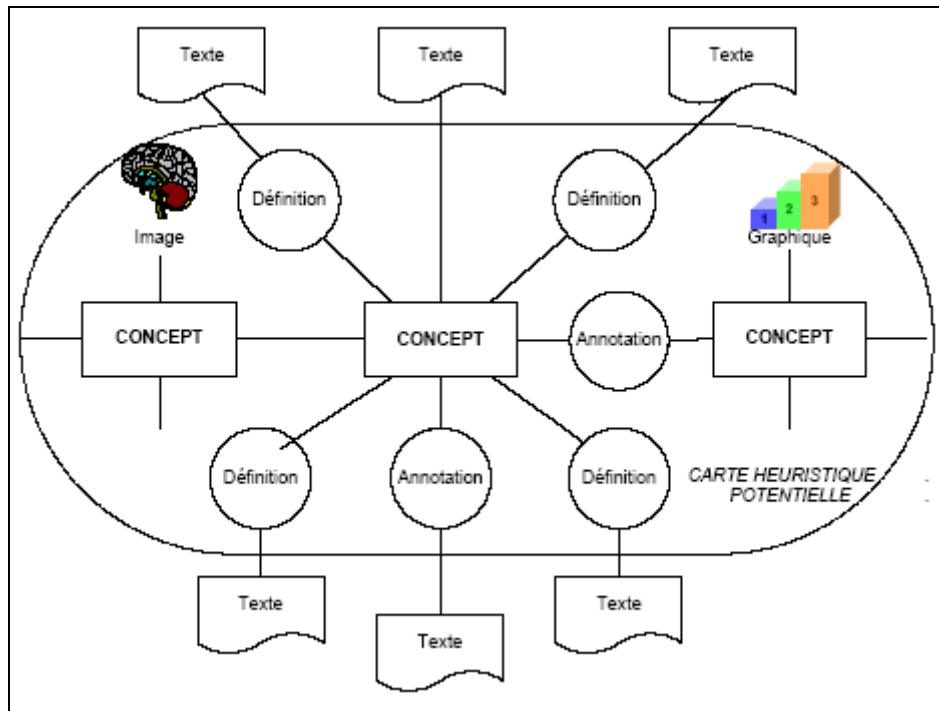 Texte
Texte
Texte
Définition
Définition
1
2
3
Image
Graphique
CONCEPT
CONCEPT
Annotation
CONCEPT
Définition
Annotation
Définition
CARTE HEURISTIQUE
POTENTIELLE
Texte
Texte
Texte